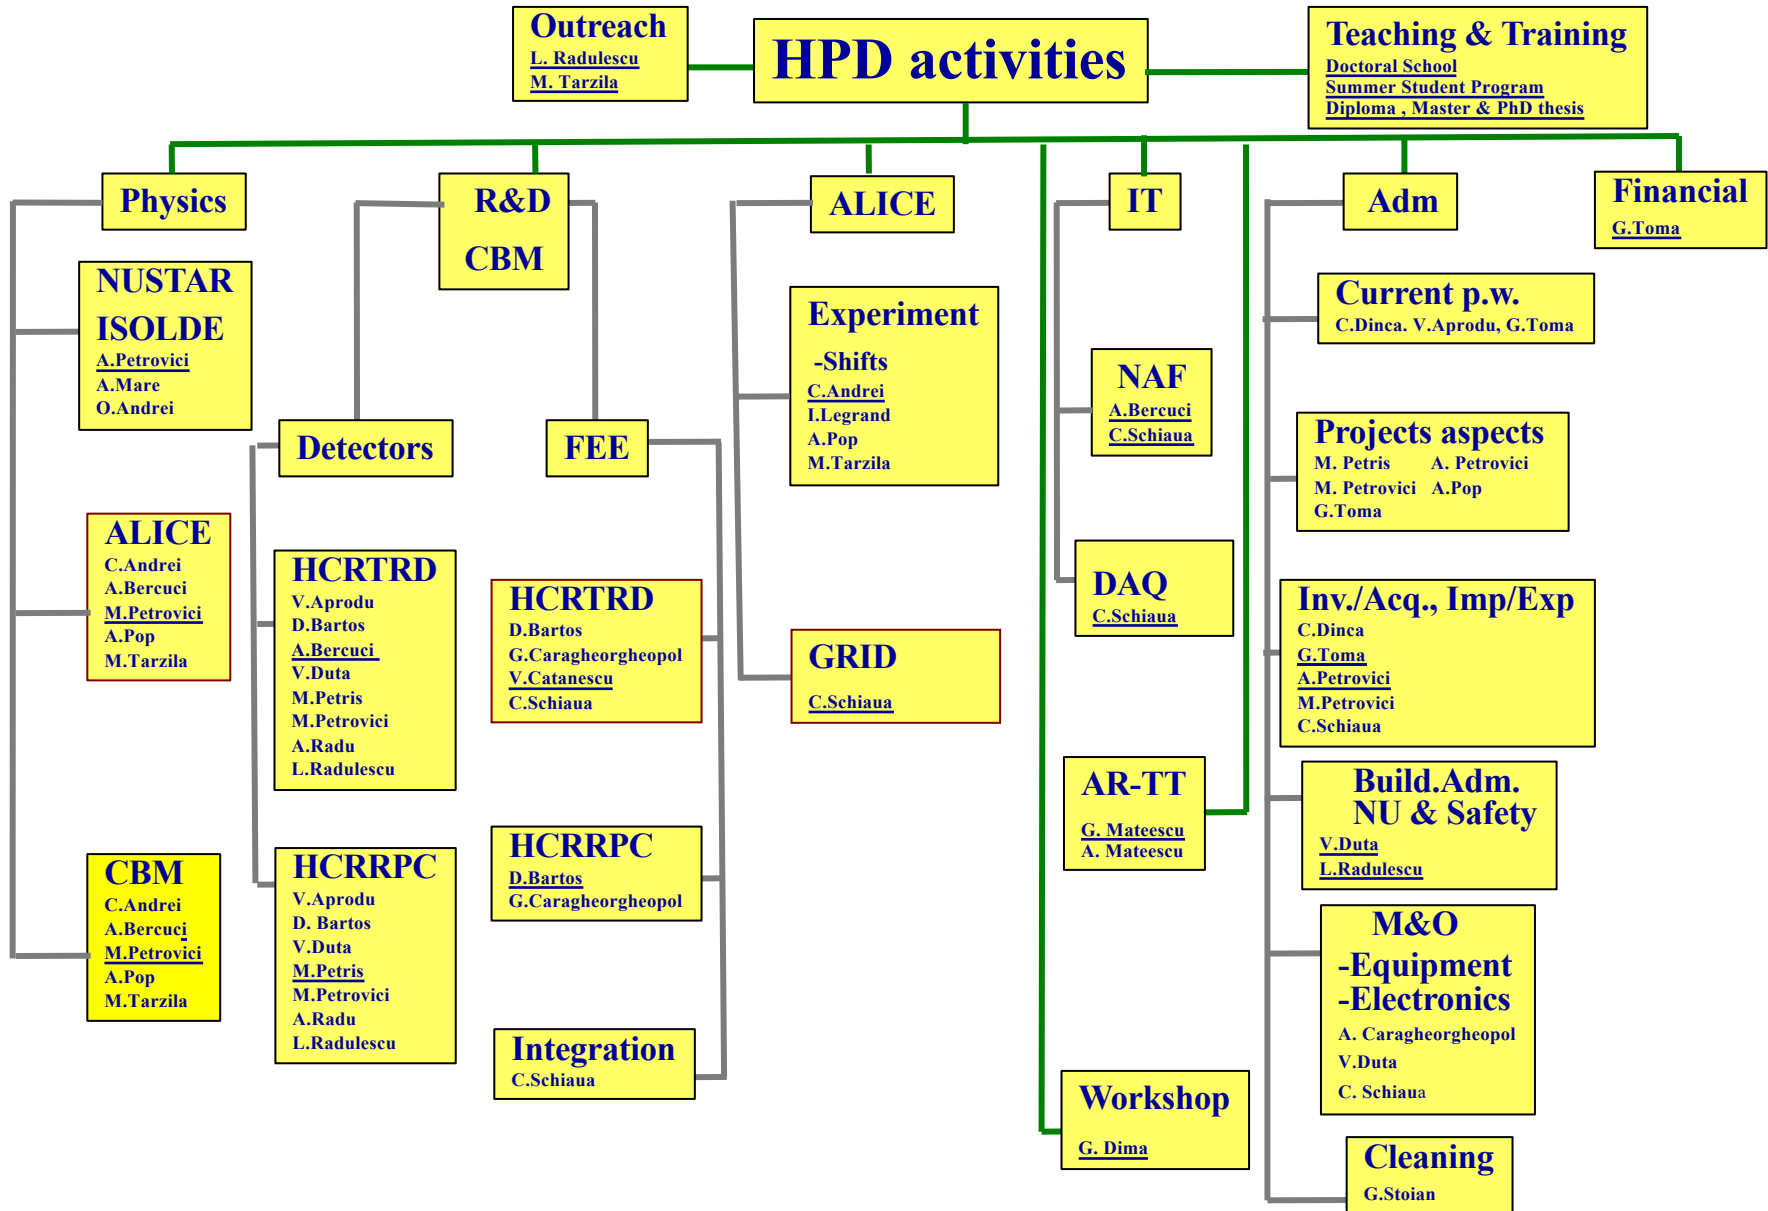 Outreach
L. Radulescu
M. Tarzila
HPD activities
Teaching & Training
Doctoral School
Summer Student Program
Diploma , Master & PhD thesis
Physics
NUSTAR
ISOLDE
A.Petrovici
A.Mare
O.Andrei
ALICE
C.Andrei
A.Bercuci
M.Petrovici
A.Pop
M.Tarzila
CBM
C.Andrei
A.Bercuci
M.Petrovici
A.Pop
M.Tarzila
R&D
CBM
Detectors
HCRTRD
V.Aprodu
D.Bartos
A.Bercuci
V.Duta
M.Petris
M.Petrovici
A.Radu
L.Radulescu
HCRRPC
V.Aprodu
D. Bartos
V.Duta
M.Petris
M.Petrovici
A.Radu
L.Radulescu
FEE
HCRTRD
D.Bartos
G.Caragheorgheopol
V.Catanescu
C.Schiaua
HCRRPC
D.Bartos
G.Caragheorgheopol
Integration
C.Schiaua
ALICE
Experiment
-Shifts
C.Andrei
I.Legrand
A.Pop
M.Tarzila
GRID
C.Schiaua
IT
NAF
A.Bercuci
C.Schiaua
DAQ
C.Schiaua
AR-TT
G. Mateescu
A. Mateescu
Workshop
G. Dima
Adm
Current p.w.
C.Dinca. V.Aprodu, G.Toma
Projects aspects
M. Petris A. Petrovici
M. Petrovici A.Pop
G.Toma
Inv./Acq., Imp/Exp
C.Dinca
G.Toma
A.Petrovici
M.Petrovici
C.Schiaua
Build.Adm.
NU & Safety
V.Duta
L.Radulescu
M&O
-Equipment
-Electronics
A. Caragheorgheopol
V.Duta
C. Schiaua
Cleaning
G.Stoian
Financial
G.Toma